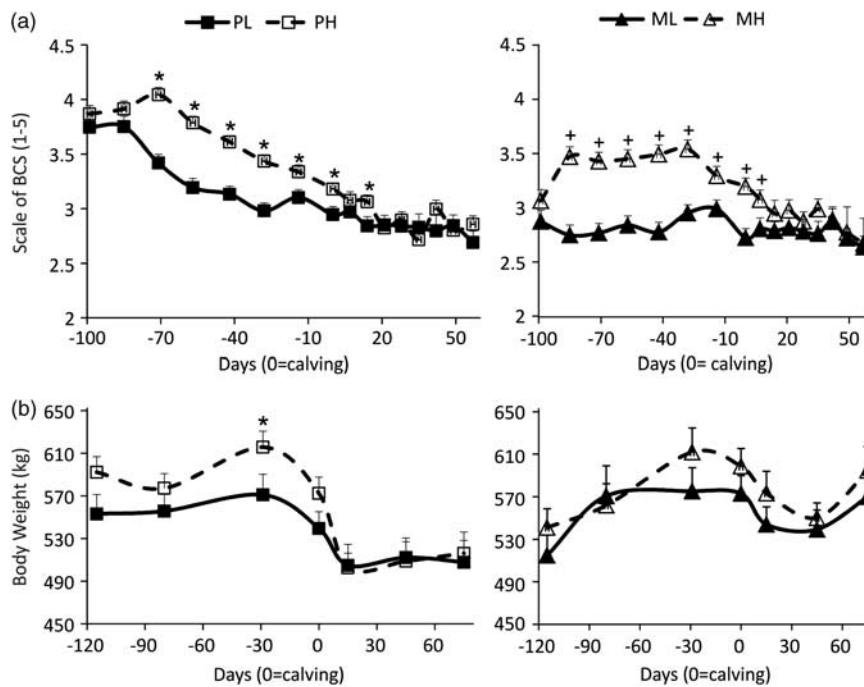 (a)
PL PH
ML MH
Scale of BCS (1-5)
4.5
4
3.5
3
2.5
2
* * * * * * * *
-100 -70 -40 -10 20 50
Days (0=calving)
4.5
4
3.5
3
2.5
2
+ + + + + + + +
-100 -70 -40 -10 20 50
Days (0= calving)
(b)
Body Weight (kg)
650
610
570
530
490
450
*
-120 -90 -60 -30 0 30 60
Days (0=calving)
650
610
570
530
490
450
-120 -90 -60 -30 0 30 60
Days (0=calving)